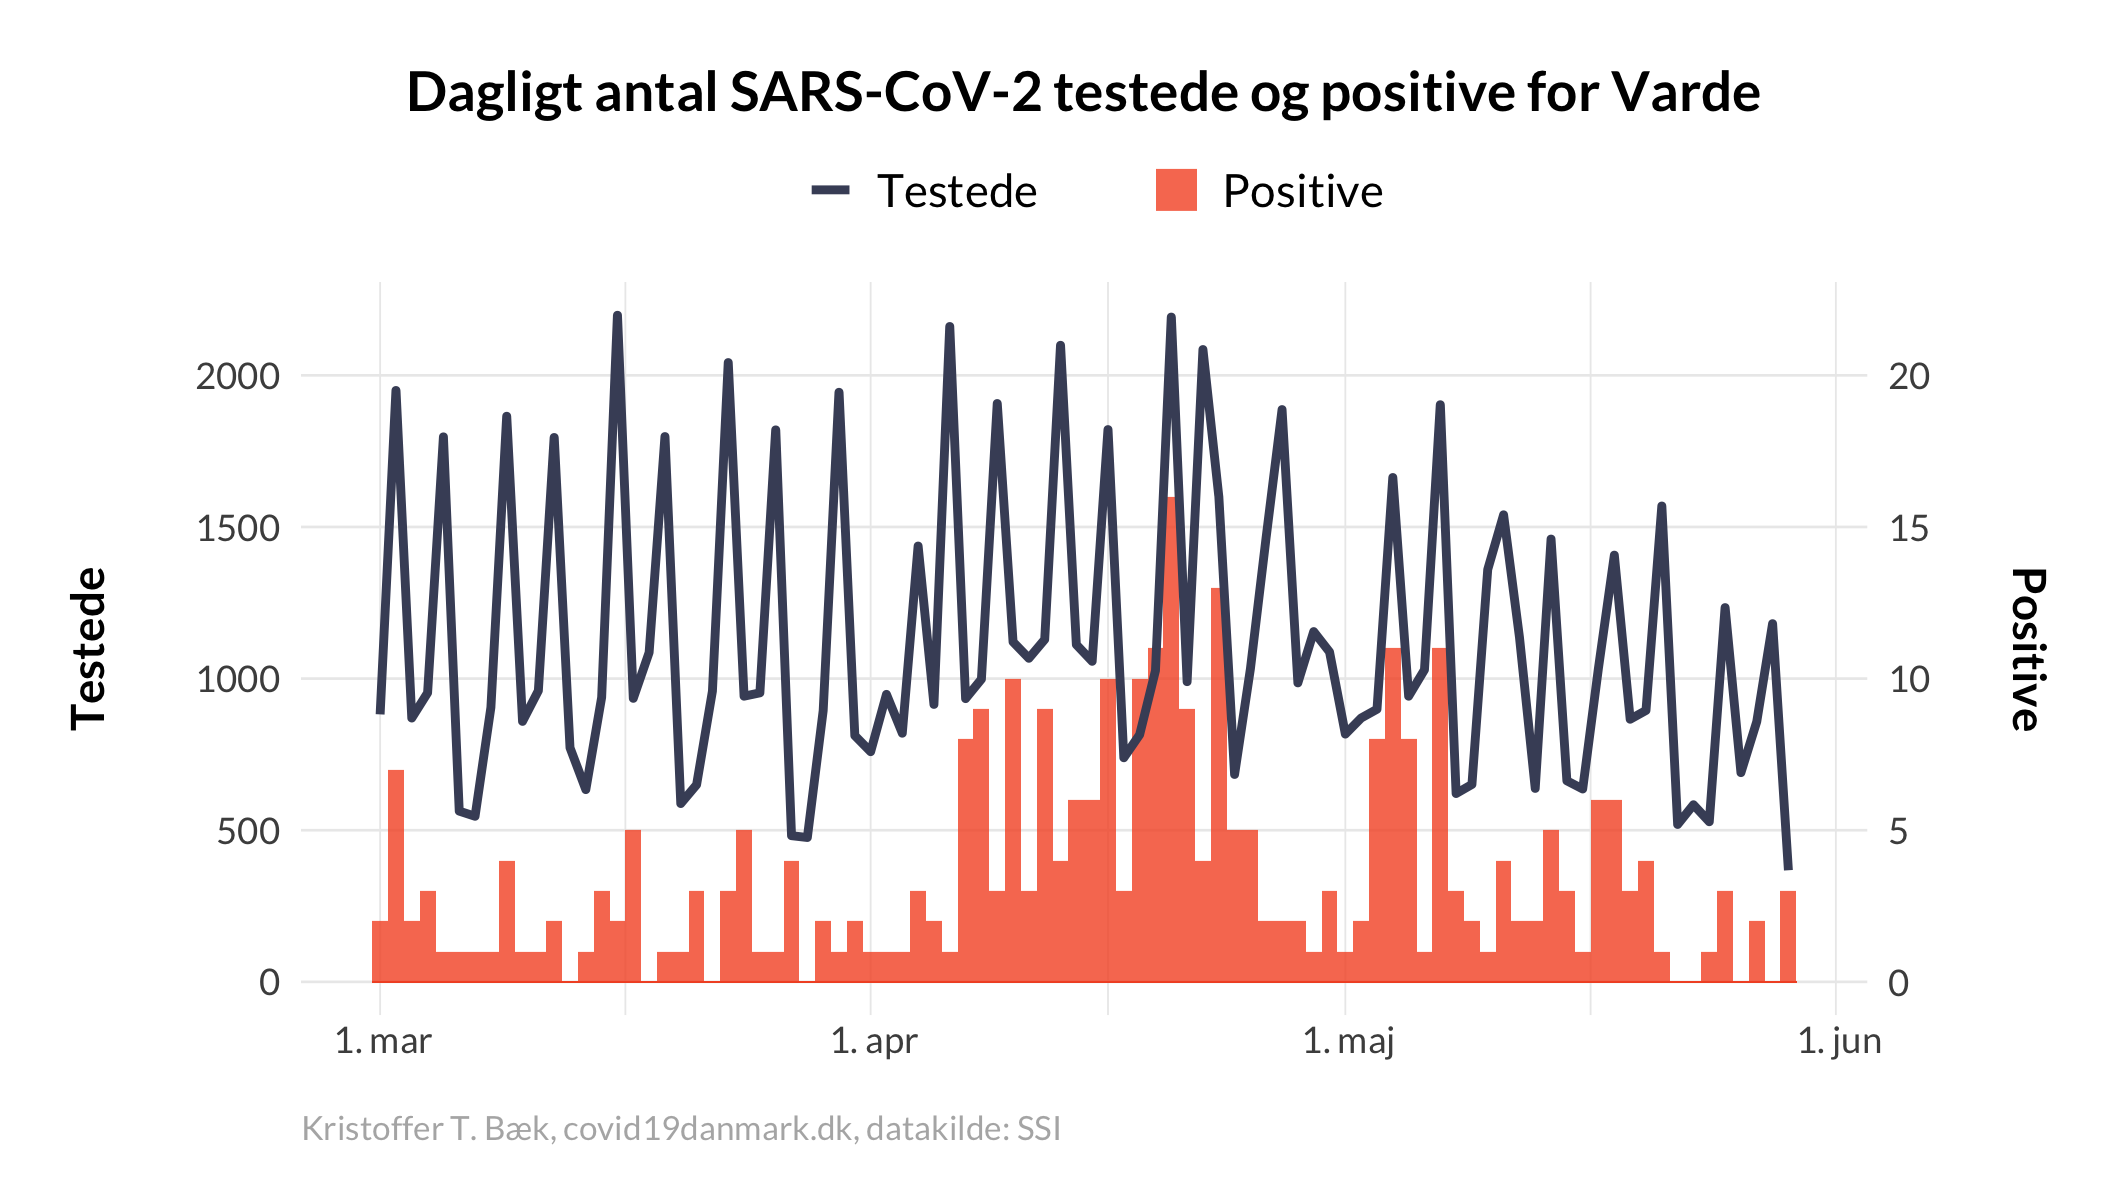 Dagligt antal SARS-CoV-2 testede og positive for Varde
Testede Positive
2000 20
1500 15
1000 10
500 5
0 0
Testede
Positive
1. mar 1. apr 1. maj 1. jun
Kristoffer T. Bæk, covid19danmark.dk, datakilde: SSI